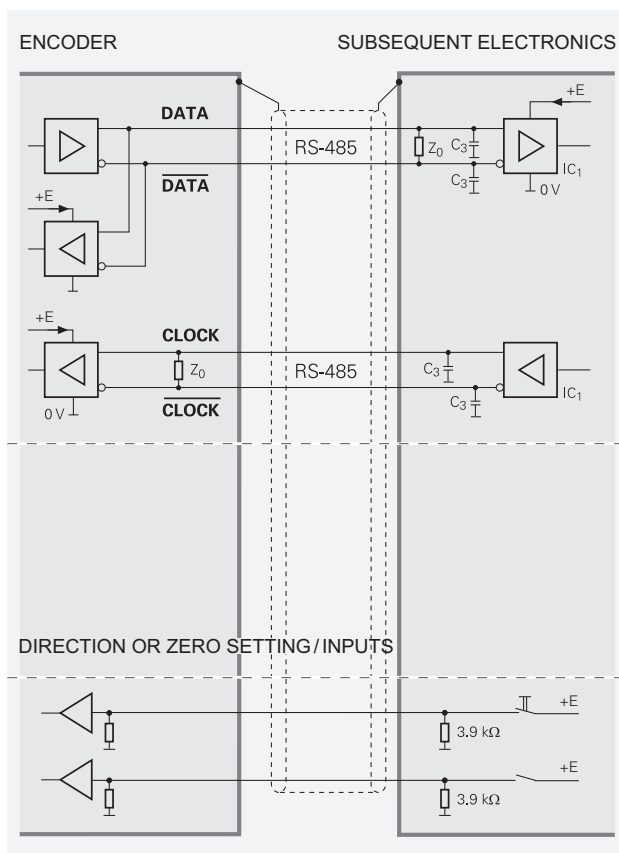 ENCODER
SUBSEQUENT ELECTRONICS
+E
DATA
RS-485
Z₀
C₃
IC₁
DATA
C₃
0 V
+E
+E
CLOCK
Z₀
RS-485
C₃
0 V
CLOCK
C₃
IC₁
DIRECTION OR ZERO SETTING/INPUTS
+E
3.9 kΩ
+E
3.9 kΩ